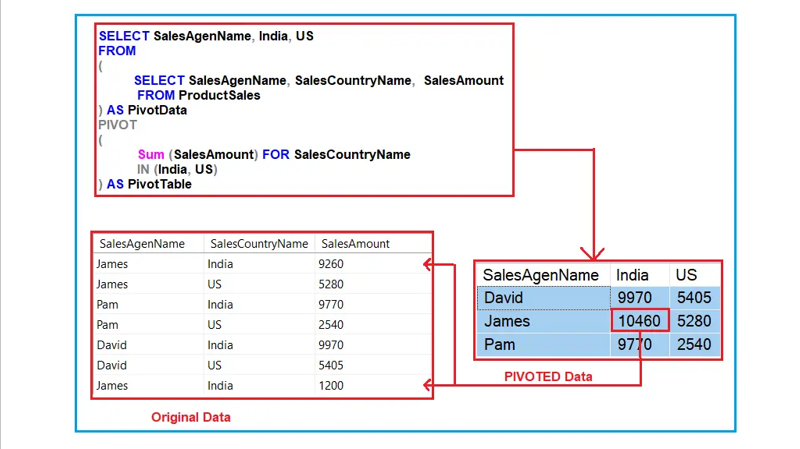 SELECT SalesAgenName, India, US
FROM
(
SELECT SalesAgenName, SalesCountryName, SalesAmount
FROM ProductSales
) AS PivotData
PIVOT
(
Sum (SalesAmount) FOR SalesCountryName
IN (India, US)
) AS PivotTable
SalesAgenName SalesCountryName SalesAmount
James India 9260
James US 5280
Pam India 9770
Pam US 2540
David India 9970
David US 5405
James India 1200
Original Data
SalesAgenName India US
David 9970 5405
James 10460 5280
Pam 9770 2540
PIVOTED Data